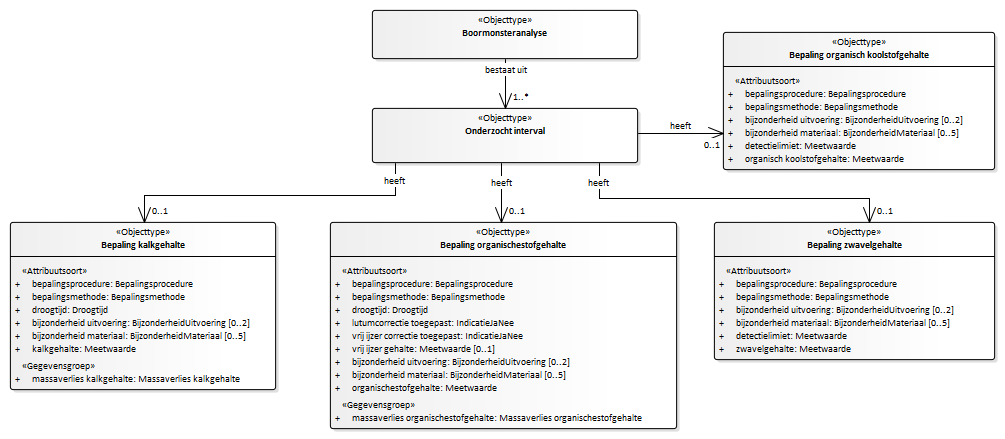 «Objecttype»
Boormonsteranalyse
bestaat uit
1..*
«Objecttype»
Onderzocht interval
heeft
0..1
«Objecttype»
Bepaling organisch koolstofgehalte
«Attribuutsoort»
+ bepalingsprocedure: Bepalingsprocedure
+ bepalingsmethode: Bepalingsmethode
+ bijzonderheid uitvoering: BijzonderheidUitvoering [0..2]
+ bijzonderheid materiaal: BijzonderheidMateriaal [0..5]
+ detectielimiet: Meetwaarde
+ organisch koolstofgehalte: Meetwaarde
heeft
0..1
heeft
0..1
heeft
0..1
«Objecttype»
Bepaling kalkgehalte
«Attribuutsoort»
+ bepalingsprocedure: Bepalingsprocedure
+ bepalingsmethode: Bepalingsmethode
+ droogtijd: Droogtijd
+ bijzonderheid uitvoering: BijzonderheidUitvoering [0..2]
+ bijzonderheid materiaal: BijzonderheidMateriaal [0..5]
+ kalkgehalte: Meetwaarde
«Gegevensgroep»
+ massaverlies kalkgehalte: Massaverlies kalkgehalte
«Objecttype»
Bepaling organischestofgehalte
«Attribuutsoort»
+ bepalingsprocedure: Bepalingsprocedure
+ bepalingsmethode: Bepalingsmethode
+ droogtijd: Droogtijd
+ lutumcorrectie toegepast: IndicatieJaNee
+ vrij ijzer correctie toegepast: IndicatieJaNee
+ vrij ijzer gehalte: Meetwaarde [0..1]
+ bijzonderheid uitvoering: BijzonderheidUitvoering [0..2]
+ bijzonderheid materiaal: BijzonderheidMateriaal [0..5]
+ organischestofgehalte: Meetwaarde
«Gegevensgroep»
+ massaverlies organischestofgehalte: Massaverlies organischestofgehalte
«Objecttype»
Bepaling zwavelgehalte
«Attribuutsoort»
+ bepalingsprocedure: Bepalingsprocedure
+ bepalingsmethode: Bepalingsmethode
+ bijzonderheid uitvoering: BijzonderheidUitvoering [0..2]
+ bijzonderheid materiaal: BijzonderheidMateriaal [0..5]
+ detectielimiet: Meetwaarde
+ zwavelgehalte: Meetwaarde